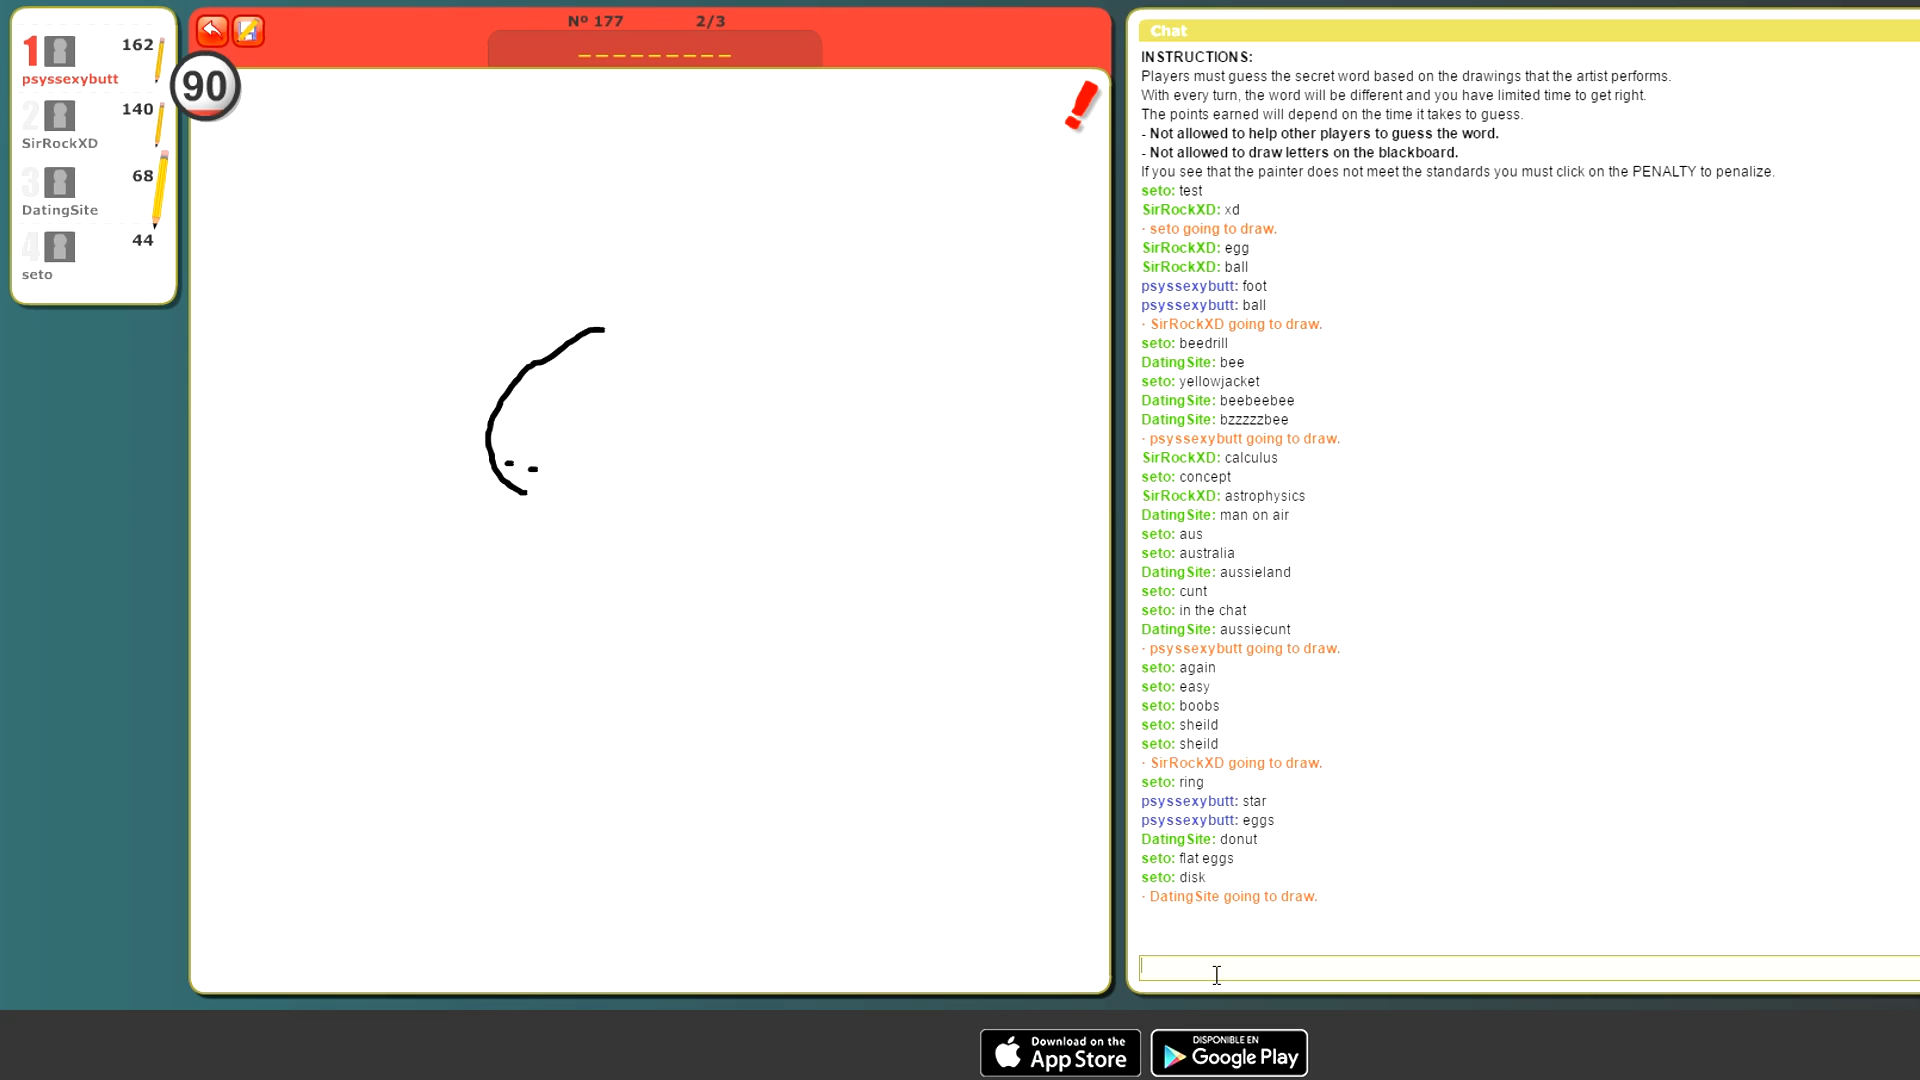 1
162
psyssexybutt
2
140
SirRockXD
3
68
DatingSite
4
44
seto
90
Nº 177
2/3
_ _ _ _ _ _ _ _ _
Chat
INSTRUCTIONS:
Players must guess the secret word based on the drawings that the artist performs.
With every turn, the word will be different and you have limited time to get right.
The points earned will depend on the time it takes to guess.
- Not allowed to help other players to guess the word.
- Not allowed to draw letters on the blackboard.
If you see that the painter does not meet the standards you must click on the PENALTY to penalize.
seto: test
SirRockXD: xd
· seto going to draw.
SirRockXD: egg
SirRockXD: ball
psyssexybutt: foot
psyssexybutt: ball
· SirRockXD going to draw.
seto: beedrill
DatingSite: bee
seto: yellowjacket
DatingSite: beebeebee
DatingSite: bzzzzzbee
· psyssexybutt going to draw.
SirRockXD: calculus
seto: concept
SirRockXD: astrophysics
DatingSite: man on air
seto: aus
seto: australia
DatingSite: aussieland
seto: cunt
seto: in the chat
DatingSite: aussiecunt
· psyssexybutt going to draw.
seto: again
seto: easy
seto: boobs
seto: sheild
seto: sheild
· SirRockXD going to draw.
seto: ring
psyssexybutt: star
psyssexybutt: eggs
DatingSite: donut
seto: flat eggs
seto: disk
· DatingSite going to draw.
Download on the
App Store
DISPONIBLE EN
Google Play